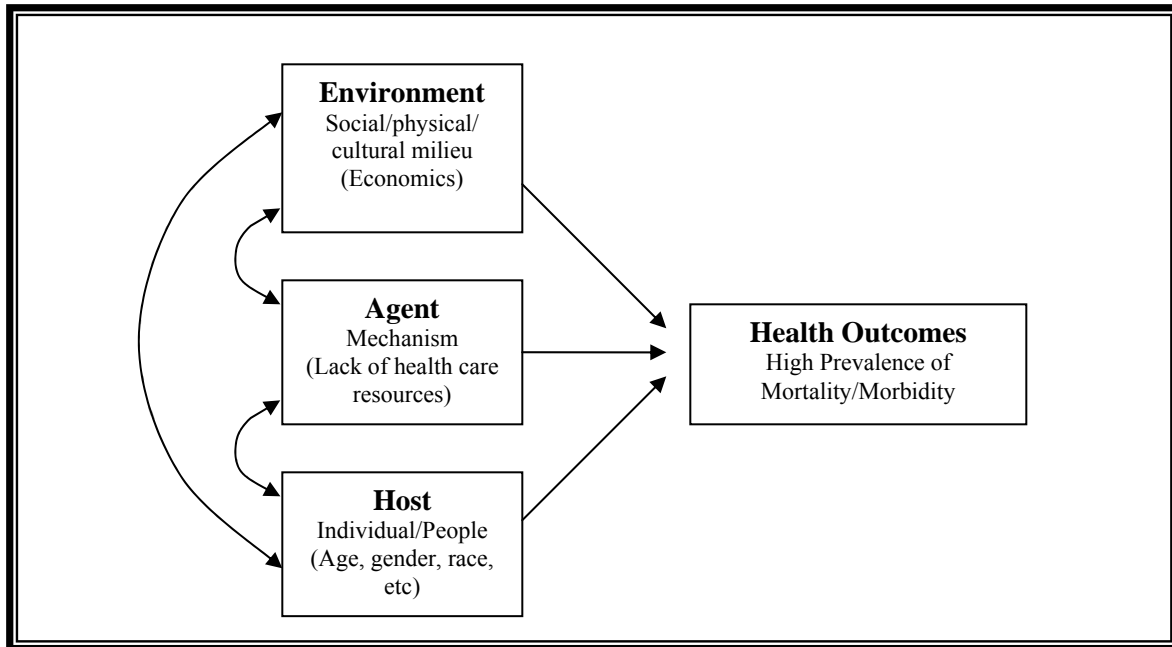 Environment
Social/physical/
cultural milieu
(Economics)
Agent
Mechanism
(Lack of health care
resources)
Host
Individual/People
(Age, gender, race,
etc)
Health Outcomes
High Prevalence of
Mortality/Morbidity